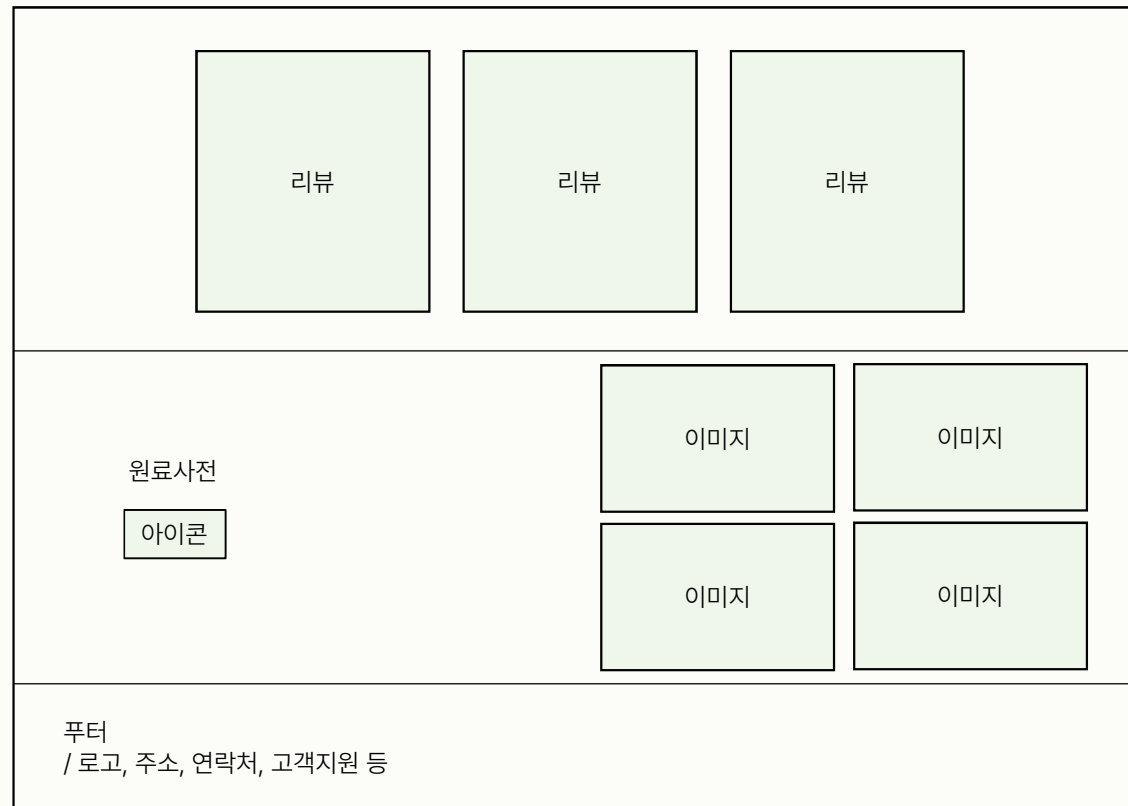 리뷰
리뷰
리뷰
원료사전
아이콘
이미지
이미지
이미지
이미지
푸터
/ 로고, 주소, 연락처, 고객지원 등